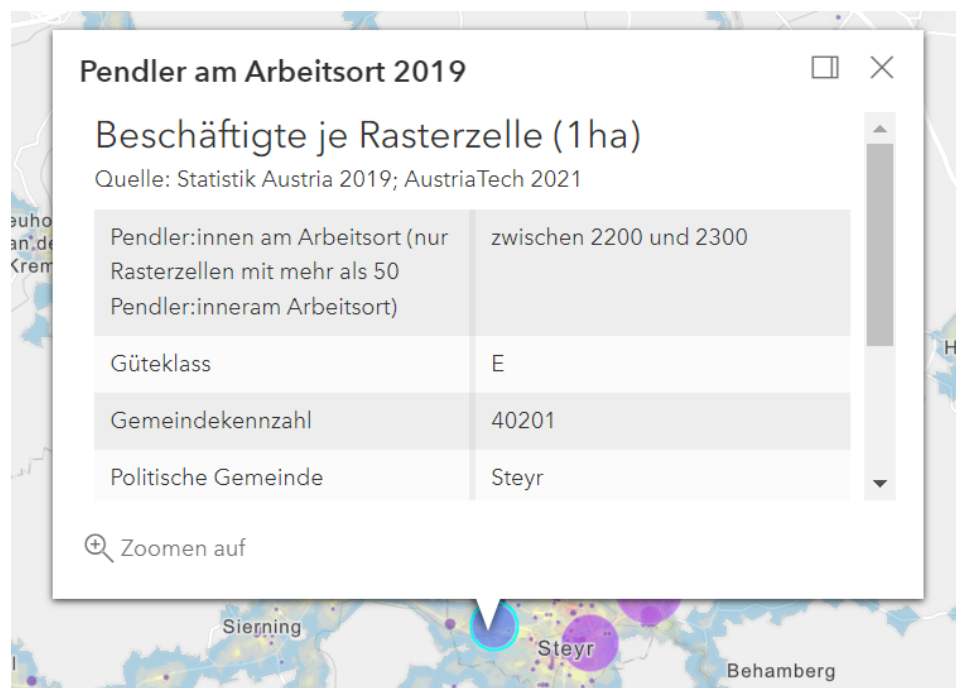 Pendler am Arbeitsort 2019
Beschäftigte je Rasterzelle (1ha)
Quelle: Statistik Austria 2019; AustriaTech 2021
Pendler:innen am Arbeitsort (nur
Rasterzellen mit mehr als 50
Pendler:inneram Arbeitsort)
zwischen 2200 und 2300
Güteklass
E
Gemeindekennzahl
40201
Politische Gemeinde
Steyr
Zoomen auf
Sierning
Steyr
Behamberg